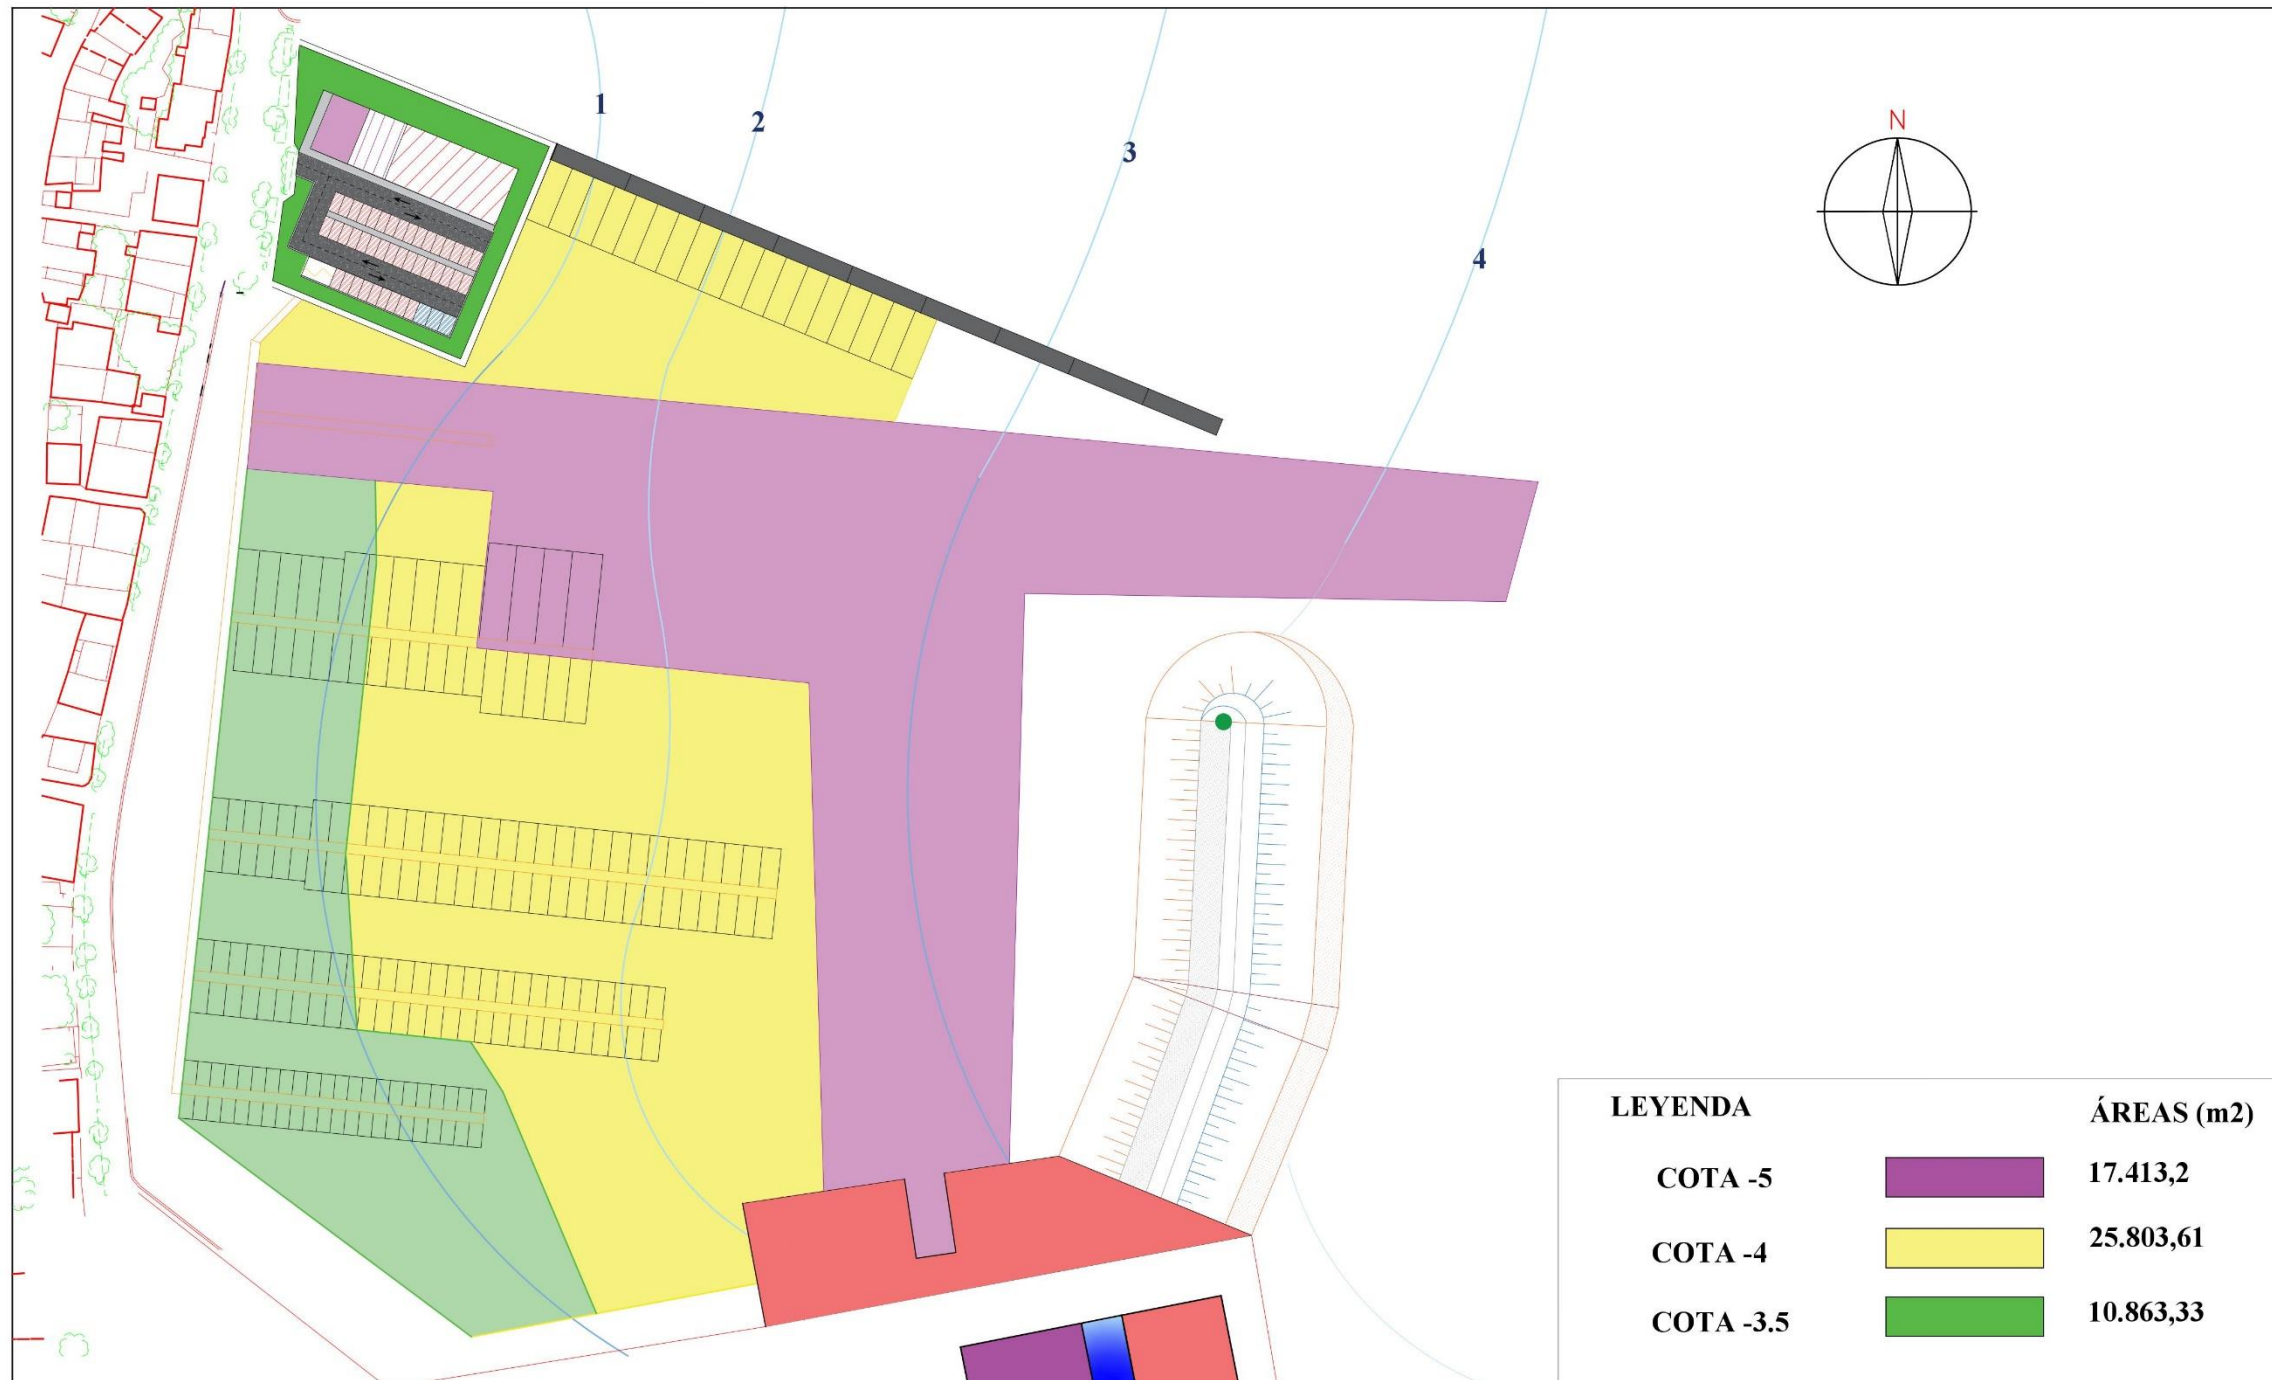 N
1
2
3
4
LEYENDA ÁREAS (m2)
COTA -5 17.413,2
COTA -4 25.803,61
COTA -3.5 10.863,33